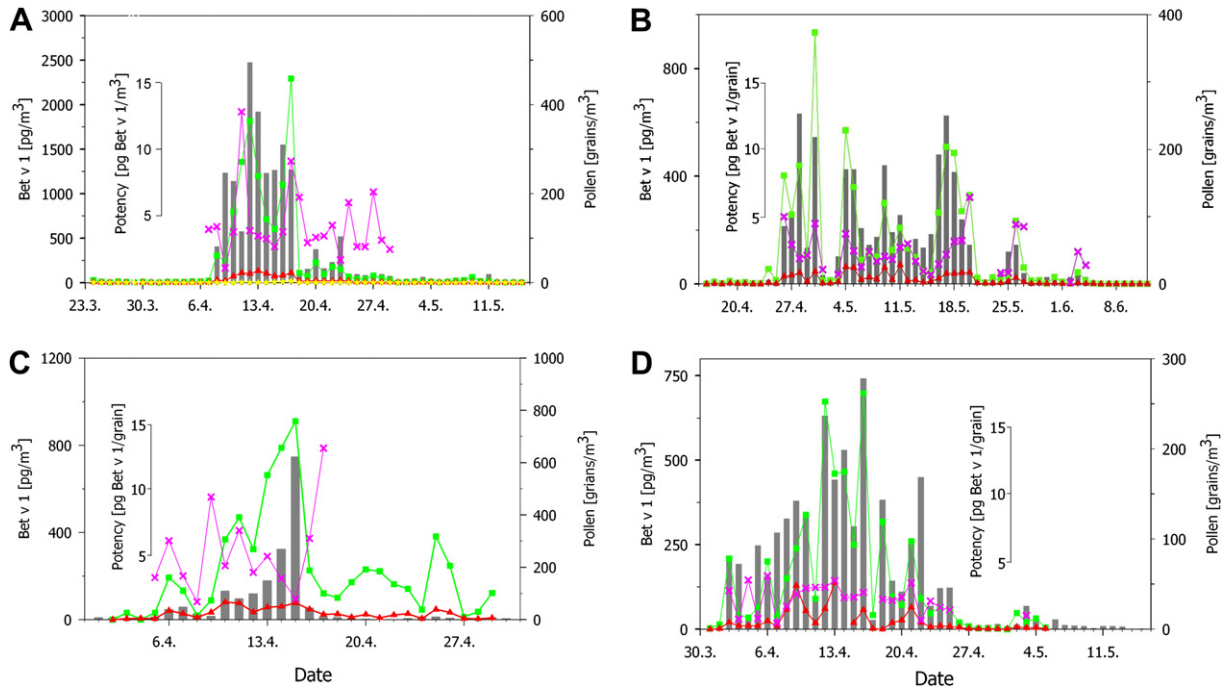 A
3000
2500
2000
1500
1000
500
0
Bet v 1 [pg/m³]
15
10
5
Potency [pg Bet v 1/m³]
600
400
200
0
Pollen [grains/m³]
23.3. 30.3. 6.4. 13.4. 20.4. 27.4. 4.5. 11.5.
B
800
400
0
Bet v 1 [pg/m³]
15
10
5
Potency [pg Bet v 1/grain]
400
200
0
Pollen [grains/m³]
20.4. 27.4. 4.5. 11.5. 18.5. 25.5. 1.6. 8.6.
C
1200
800
400
0
Bet v 1 [pg/m³]
15
10
5
Potency [pg Bet v 1/grain]
1000
800
600
400
200
0
Pollen [grians/m³]
6.4. 13.4. 20.4. 27.4.
Date
D
750
500
250
0
Bet v 1 [pg/m³]
15
10
5
Potency [pg Bet v 1/grain]
300
200
100
0
Pollen [grains/m³]
30.3. 6.4. 13.4. 20.4. 27.4. 4.5. 11.5.
Date